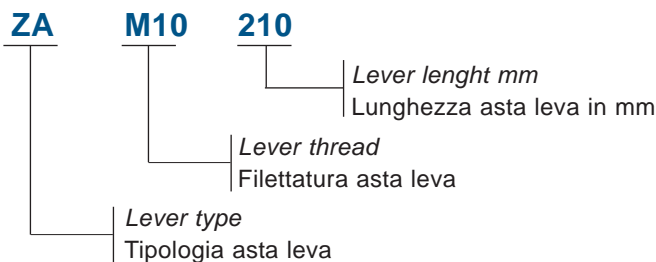 ZA M10 210
Lever lenght mm
Lunghezza asta leva in mm
Lever thread
Filettatura asta leva
Lever type
Tipologia asta leva